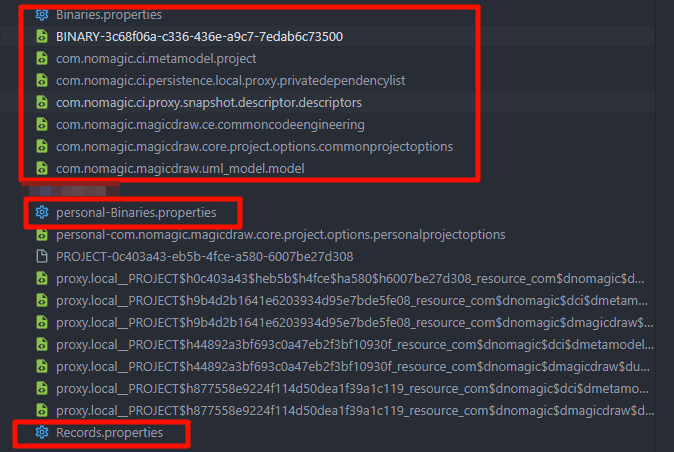 Binaries.properties
BINARY-3c68f06a-c336-436e-a9c7-7edab6c73500
com.nomagic.ci.metamodel.project
com.nomagic.ci.persistence.local.proxy.privatedependencylist
com.nomagic.ci.proxy.snapshot.descriptor.descriptors
com.nomagic.magicdraw.ce.commoncodeengineering
com.nomagic.magicdraw.core.project.options.commonprojectoptions
com.nomagic.magicdraw.uml_model.model
personal-Binaries.properties
personal-com.nomagic.magicdraw.core.project.options.personalprojectoptions
PROJECT-0c403a43-eb5b-4fce-a580-6007be27d308
proxy.local__PROJECT$h0c403a43$heb5b$h4fce$ha580$h6007be27d308_resource_com$dnomagic$d...
proxy.local__PROJECT$h9b4d2b1641e6203934d95e7bde5fe08_resource_com$dnomagic$dci$dmetam...
proxy.local__PROJECT$h9b4d2b1641e6203934d95e7bde5fe08_resource_com$dnomagic$dmagicdraw$...
proxy.local__PROJECT$h44892a3bf693c0a47eb2f3bf10930f_resource_com$dnomagic$dci$dmetamodel...
proxy.local__PROJECT$h44892a3bf693c0a47eb2f3bf10930f_resource_com$dnomagic$dmagicdraw$du...
proxy.local__PROJECT$h877558e9224f114d50dea1f39a1c119_resource_com$dnomagic$dci$dmetamo...
proxy.local__PROJECT$h877558e9224f114d50dea1f39a1c119_resource_com$dnomagic$dmagicdraw$d...
Records.properties